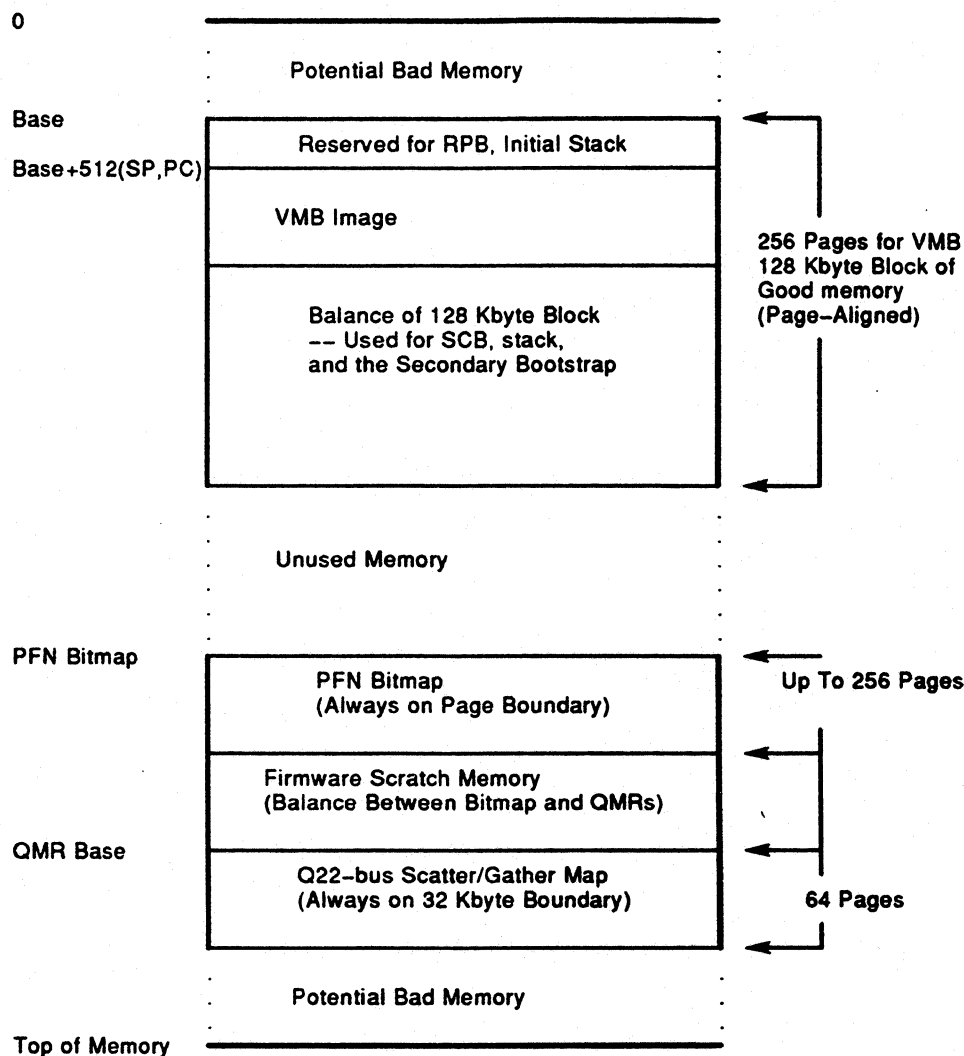 0
Potential Bad Memory
Base
Reserved for RPB, Initial Stack
Base+512(SP,PC)
VMB Image
256 Pages for VMB
128 Kbyte Block of
Good memory
(Page-Aligned)
Balance of 128 Kbyte Block
-- Used for SCB, stack,
and the Secondary Bootstrap
Unused Memory
PFN Bitmap
PFN Bitmap
(Always on Page Boundary)
Up To 256 Pages
Firmware Scratch Memory
(Balance Between Bitmap and QMRs)
QMR Base
Q22-bus Scatter/Gather Map
(Always on 32 Kbyte Boundary)
64 Pages
Potential Bad Memory
Top of Memory